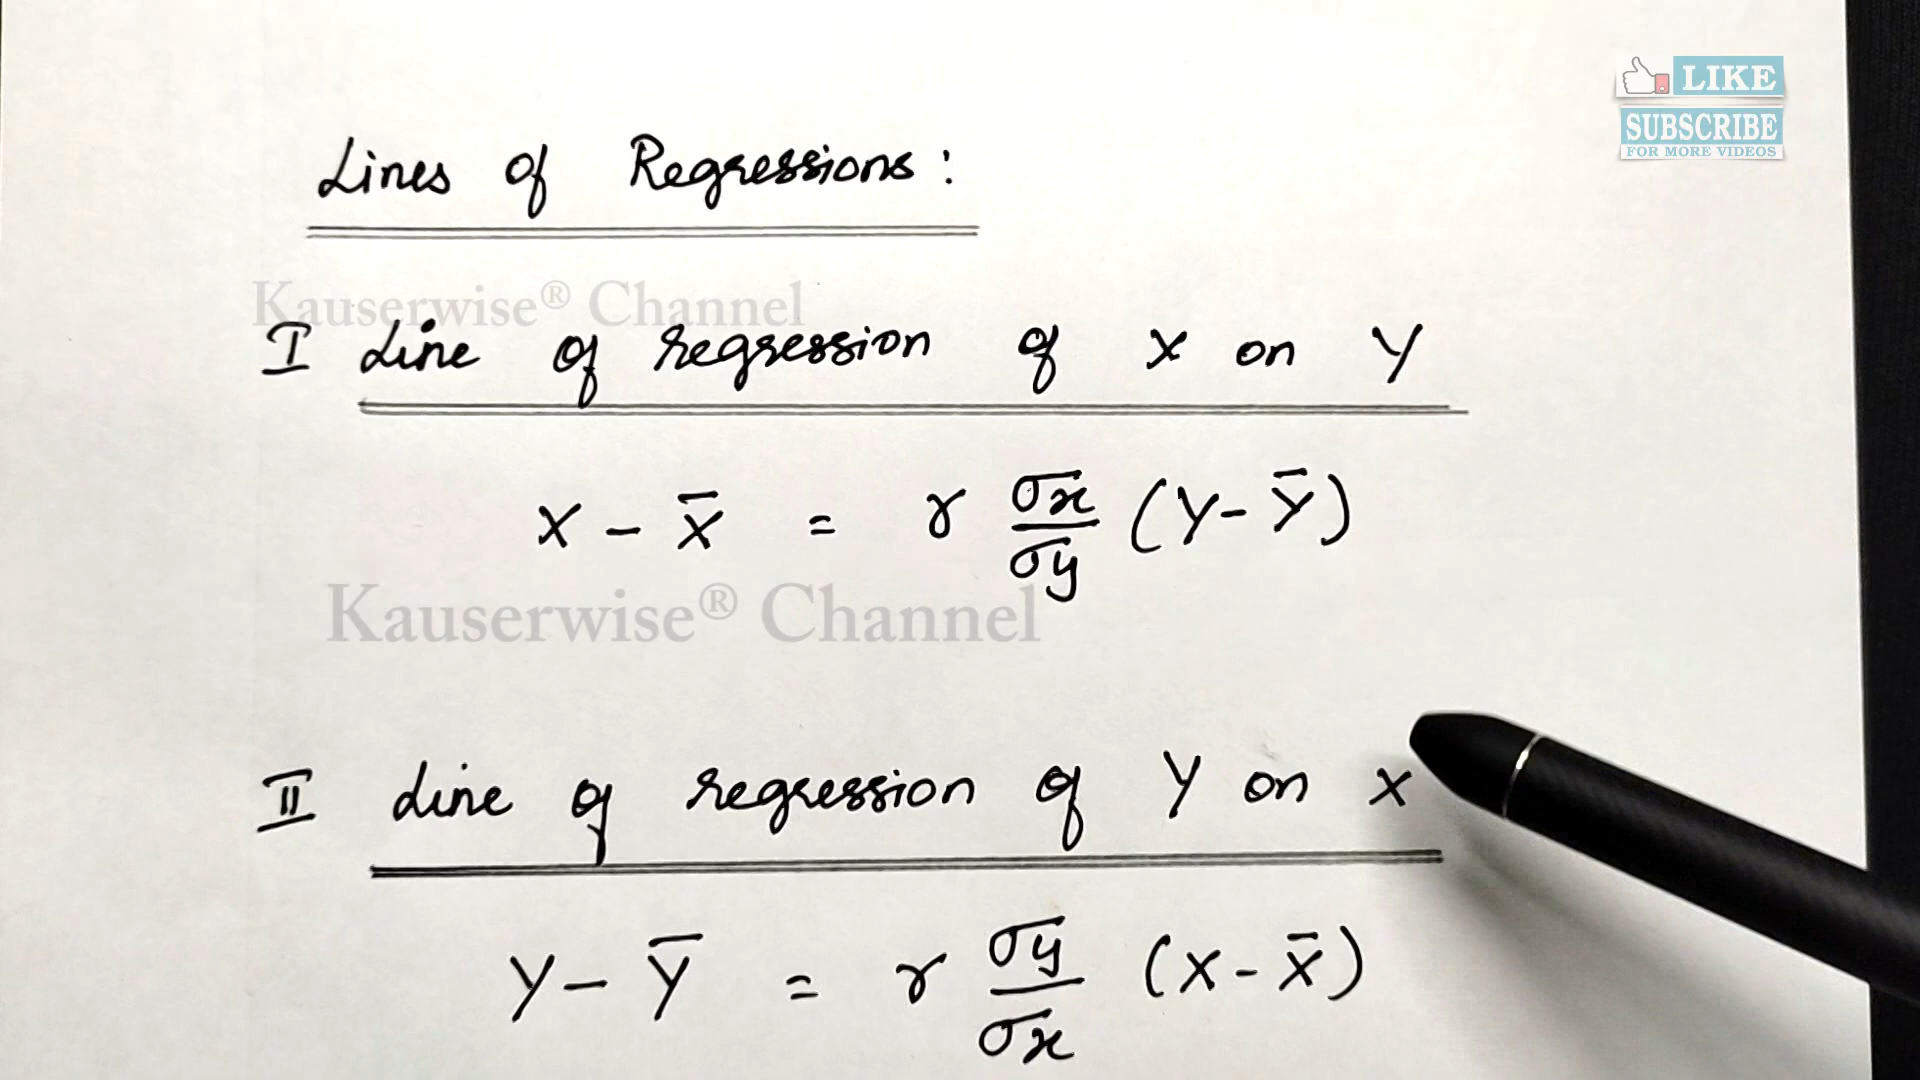 LIKE
SUBSCRIBE
FOR MORE VIDEOS
Lines of Regressions:
Kauserwise® Channel
I Line of regression of X on Y
X - X̄ = r σx/σy (Y - Ȳ)
Kauserwise® Channel
II Line of regression of Y on X
Y - Ȳ = r σy/σx (X - X̄)